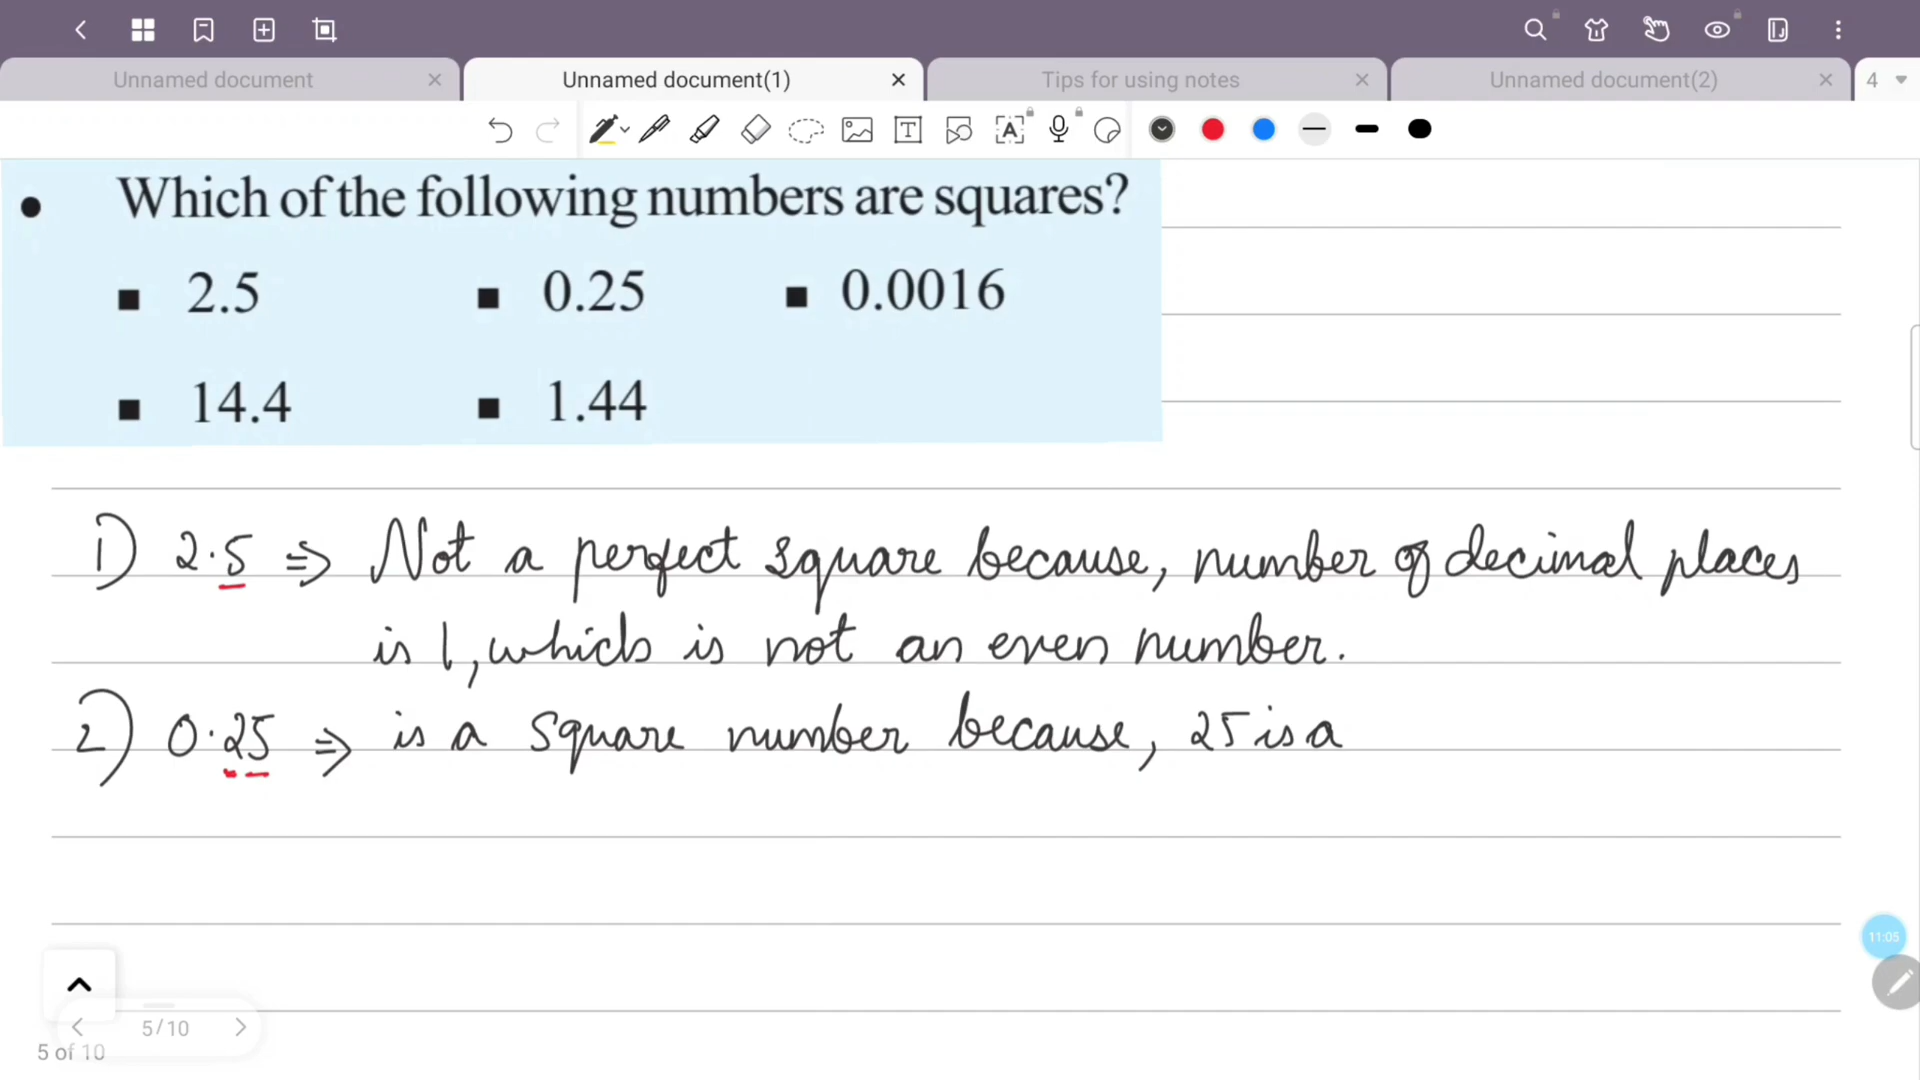 Unnamed document
Unnamed document(1)
Tips for using notes
Unnamed document(2)
4
Which of the following numbers are squares?
2.5 0.25 0.0016
14.4 1.44
1) 2.5 ⇒ Not a perfect square because, number of decimal places
is 1, which is not an even number.
2) 0.25 ⇒ is a square number because, 25 is a
11:05
5/10
5 of 10